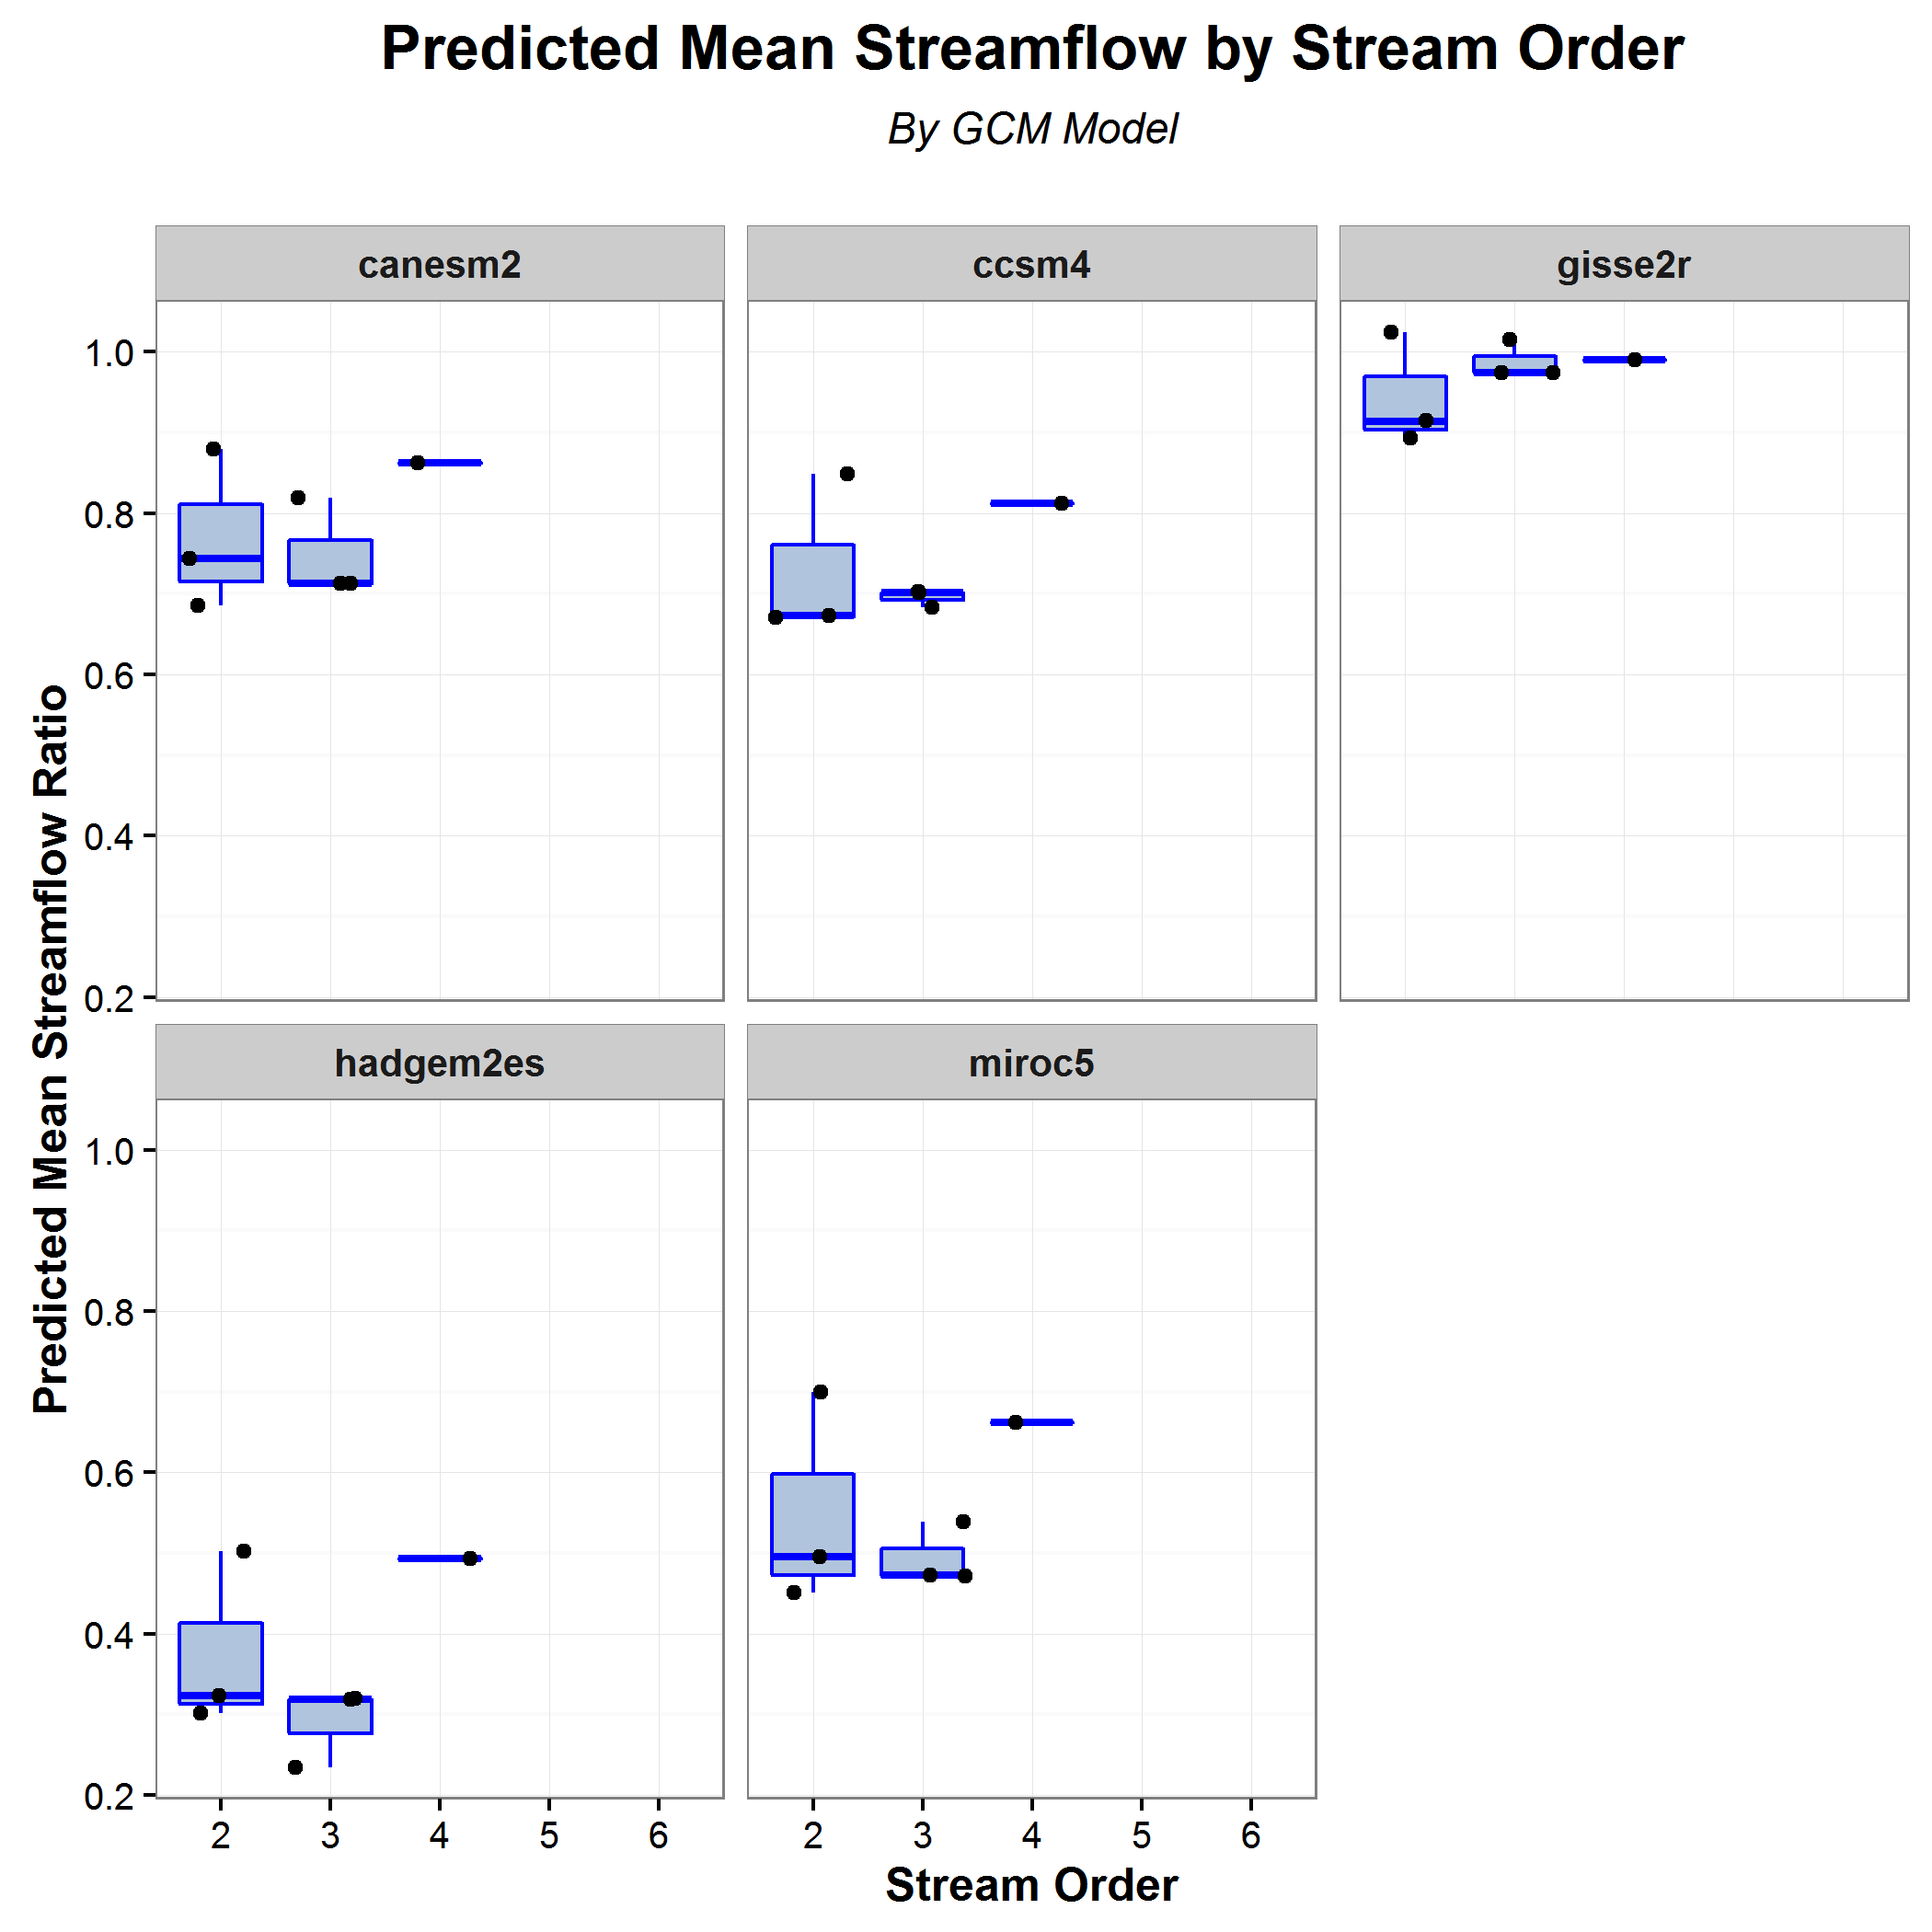 Predicted Mean Streamflow by Stream Order
By GCM Model
canesm2
ccsm4
gisse2r
1.0
0.8
0.6
0.4
0.2
Predicted Mean Streamflow Ratio
hadgem2es
miroc5
1.0
0.8
0.6
0.4
0.2
2 3 4 5 6
2 3 4 5 6
Stream Order